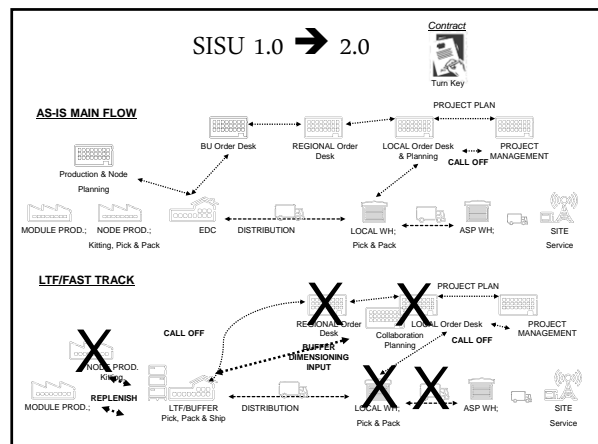 SISU 1.0 → 2.0
Contract
Turn Key
AS-IS MAIN FLOW
PROJECT PLAN
BU Order Desk
REGIONAL Order
Desk
LOCAL Order Desk
& Planning
PROJECT
MANAGEMENT
CALL OFF
Production & Node
Planning
MODULE PROD.;
NODE PROD.;
Kitting, Pick & Pack
EDC
DISTRIBUTION
LOCAL WH;
Pick & Pack
ASP WH;
SITE
Service
LTF/FAST TRACK
PROJECT PLAN
CALL OFF
REGIONAL Order
Desk
LOCAL Order Desk
Collaboration
Planning
PROJECT
MANAGEMENT
CALL OFF
BUFFER
DIMENSIONING
INPUT
NODE PROD.
Kitting
REPLENISH
MODULE PROD.;
LTF/BUFFER
Pick, Pack & Ship
DISTRIBUTION
LOCAL WH;
Pick & Pack
ASP WH;
SITE
Service